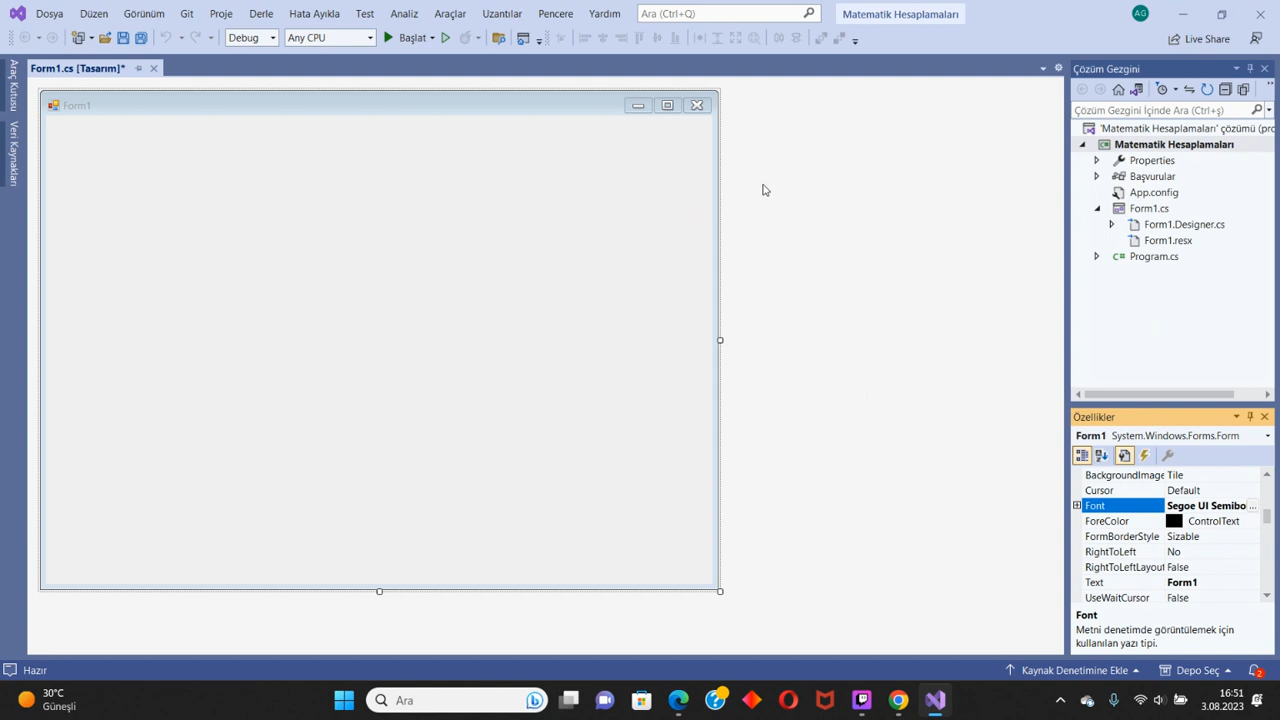 Dosya Düzen Görünüm Git Proje Derle Hata Ayıkla Test Analiz Araçlar Uzantılar Pencere Yardım Ara (Ctrl+Q) Matematik Hesaplamaları AG
Debug Any CPU Başlat Live Share
Form1.cs [Tasarım]*
Araç Kutusu
Veri Kaynakları
Form1
Çözüm Gezgini
Çözüm Gezgini İçinde Ara (Ctrl+ş)
'Matematik Hesaplamaları' çözümü (pro
Matematik Hesaplamaları
Properties
Başvurular
App.config
Form1.cs
Form1.Designer.cs
Form1.resx
C# Program.cs
Özellikler
Form1 System.Windows.Forms.Form
BackgroundImage Tile
Cursor Default
Font Segoe UI Semibo ...
ForeColor ControlText
FormBorderStyle Sizable
RightToLeft No
RightToLeftLayout False
Text Form1
UseWaitCursor False
Font
Metni denetimde görüntülemek için
kullanılan yazı tipi.
Hazır Kaynak Denetimine Ekle Depo Seç 2
30°C
Güneşli
Ara
16:51
3.08.2023